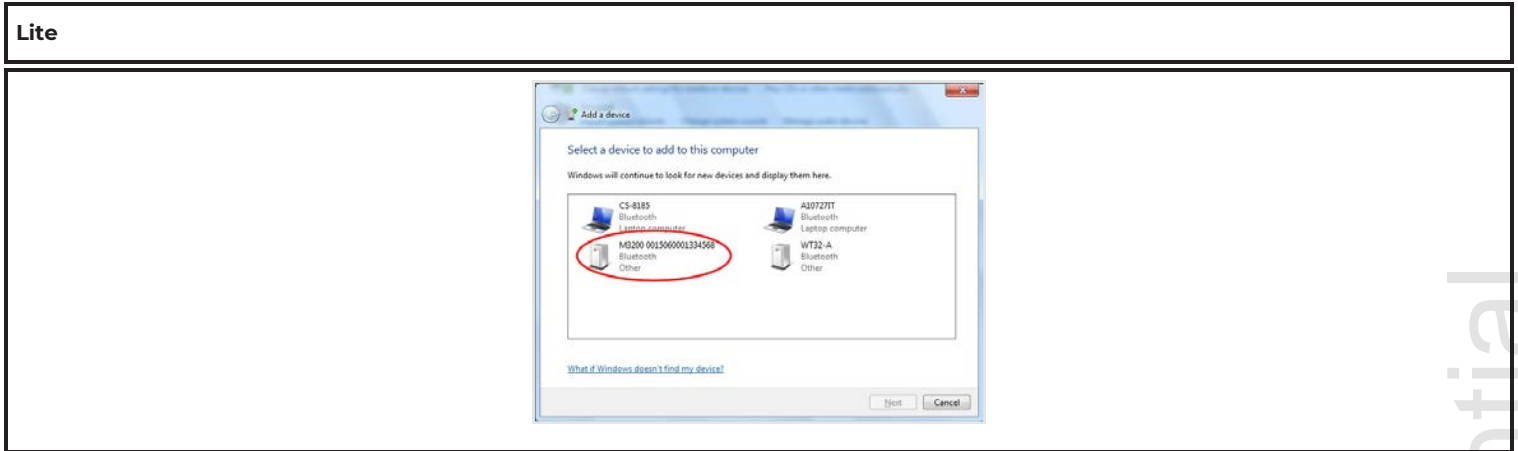 Lite
Add a device
Select a device to add to this computer
Windows will continue to look for new devices and display them here.
CS-8185
Bluetooth
Laptop computer
A10727IT
Bluetooth
Laptop computer
M3200 0015060001334568
Bluetooth
Other
WT32-A
Bluetooth
Other
What if Windows doesn't find my device?
Next
Cancel
ntial